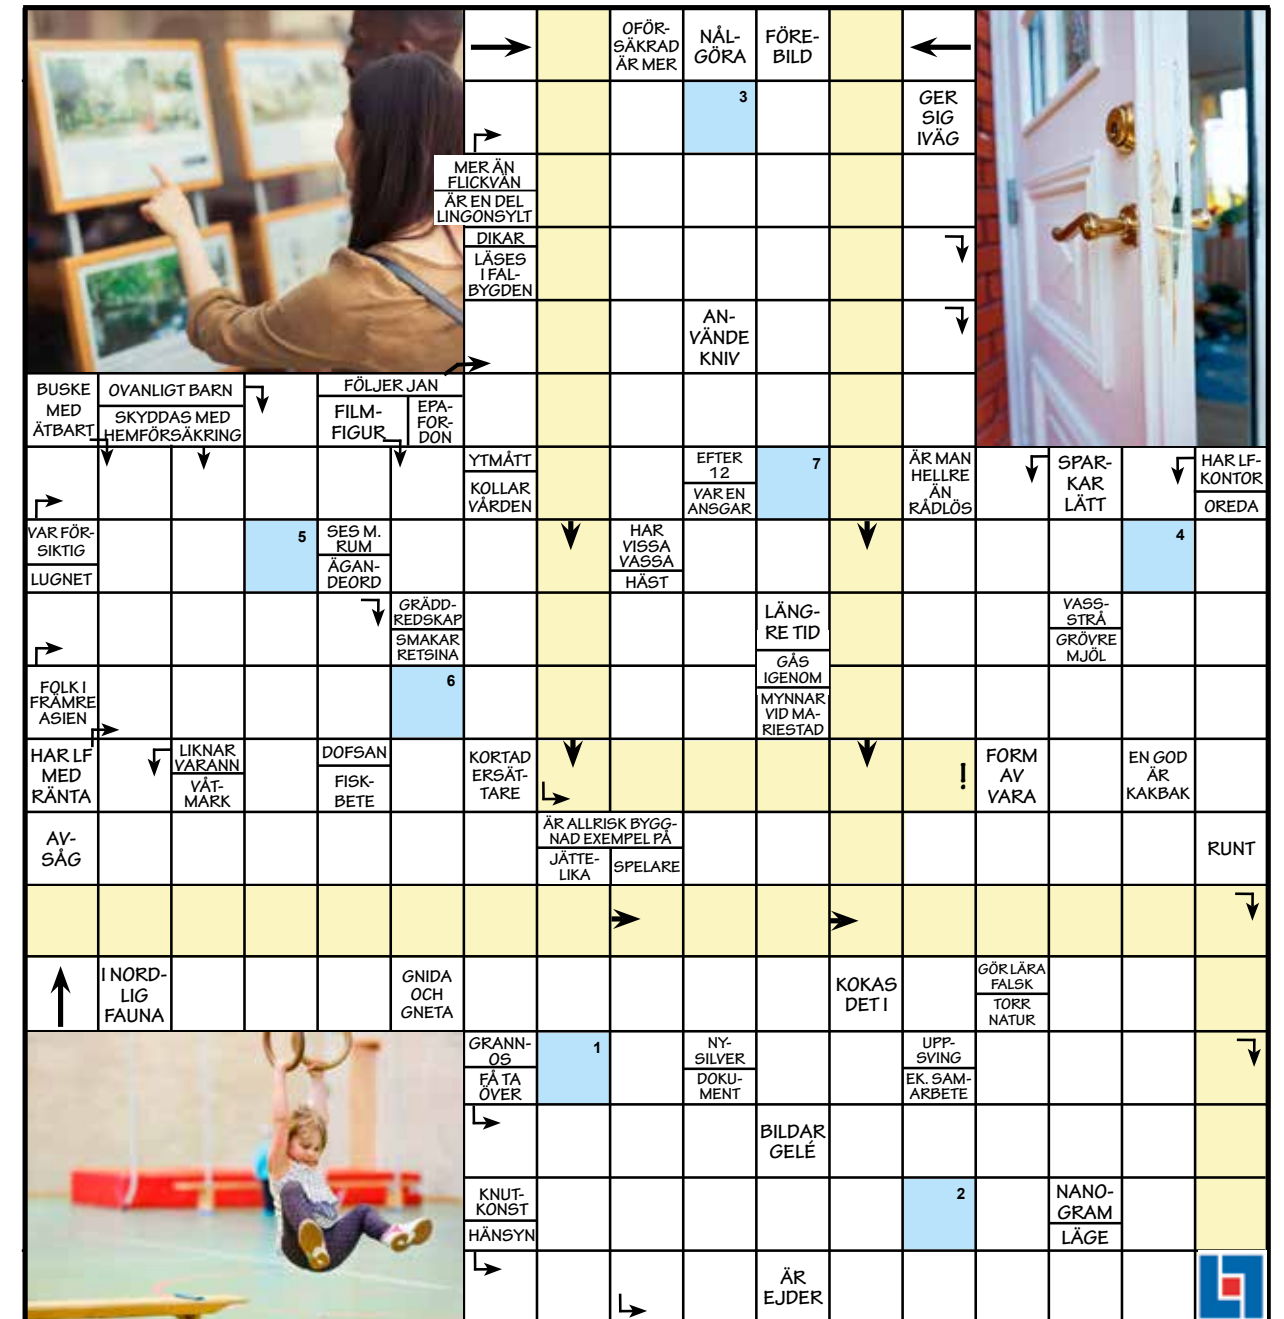 OFÖR-
SÄKRAD
ÄR MER
NÅL-
GÖRA
FÖRE-
BILD
3
GER
SIG
IVÄG
MER ÄN
FLICKVÄN
ÄR EN DEL
LINGONSYLT
DIKAR
LÄSES
I FAL-
BYGDEN
AN-
VÄNDE
KNIV
BUSKE
MED
ÄTBART
OVANLIGT BARN
SKYDDAS MED
HEMFÖRSÄKRING
FÖLJER JAN
FILM-
FIGUR
EPA-
FOR-
DON
YTMÅTT
KOLLAR
VÅRDEN
EFTER
12
VAR EN
ANSGAR
7
ÄR MAN
HELLRE
ÄN
RÅDLÖS
SPAR-
KAR
LÄTT
HAR LF-
KONTOR
OREDA
VAR FÖR-
SIKTIG
LUGNET
5
SES M.
RUM
ÄGAN-
DEORD
HAR
VISSA
VASSA
HÄST
4
GRÄDD-
REDSKAP
SMAKAR
RETSINA
LÄNG-
RE TID
GÅS
IGENOM
MYNNAR
VID MA-
RIESTAD
VASS-
STRÅ
GRÖVRE
MJÖL
FOLK I
FRÄMRE
ASIEN
6
HAR LF
MED
RÄNTA
LIKNAR
VARANN
VÅT-
MARK
DOFSAN
FISK-
BETE
KORTAD
ERSÄT-
TARE
!
FORM
AV
VARA
EN GOD
ÄR
KAKBAK
AV-
SÅG
ÄR ALLRISK BYGG-
NAD EXEMPEL PÅ
JÄTTE-
LIKA
SPELARE
RUNT
I NORD-
LIG
FAUNA
GNIDA
OCH
GNETA
KOKAS
DET I
GÖR LÄRA
FALSK
TORR
NATUR
GRANN-
OS
FÅ TA
ÖVER
1
NY-
SILVER
DOKU-
MENT
UPP-
SVING
EK. SAM-
ARBETE
BILDAR
GELÉ
KNUT-
KONST
HÄNSYN
2
NANO-
GRAM
LÄGE
ÄR
EJDER